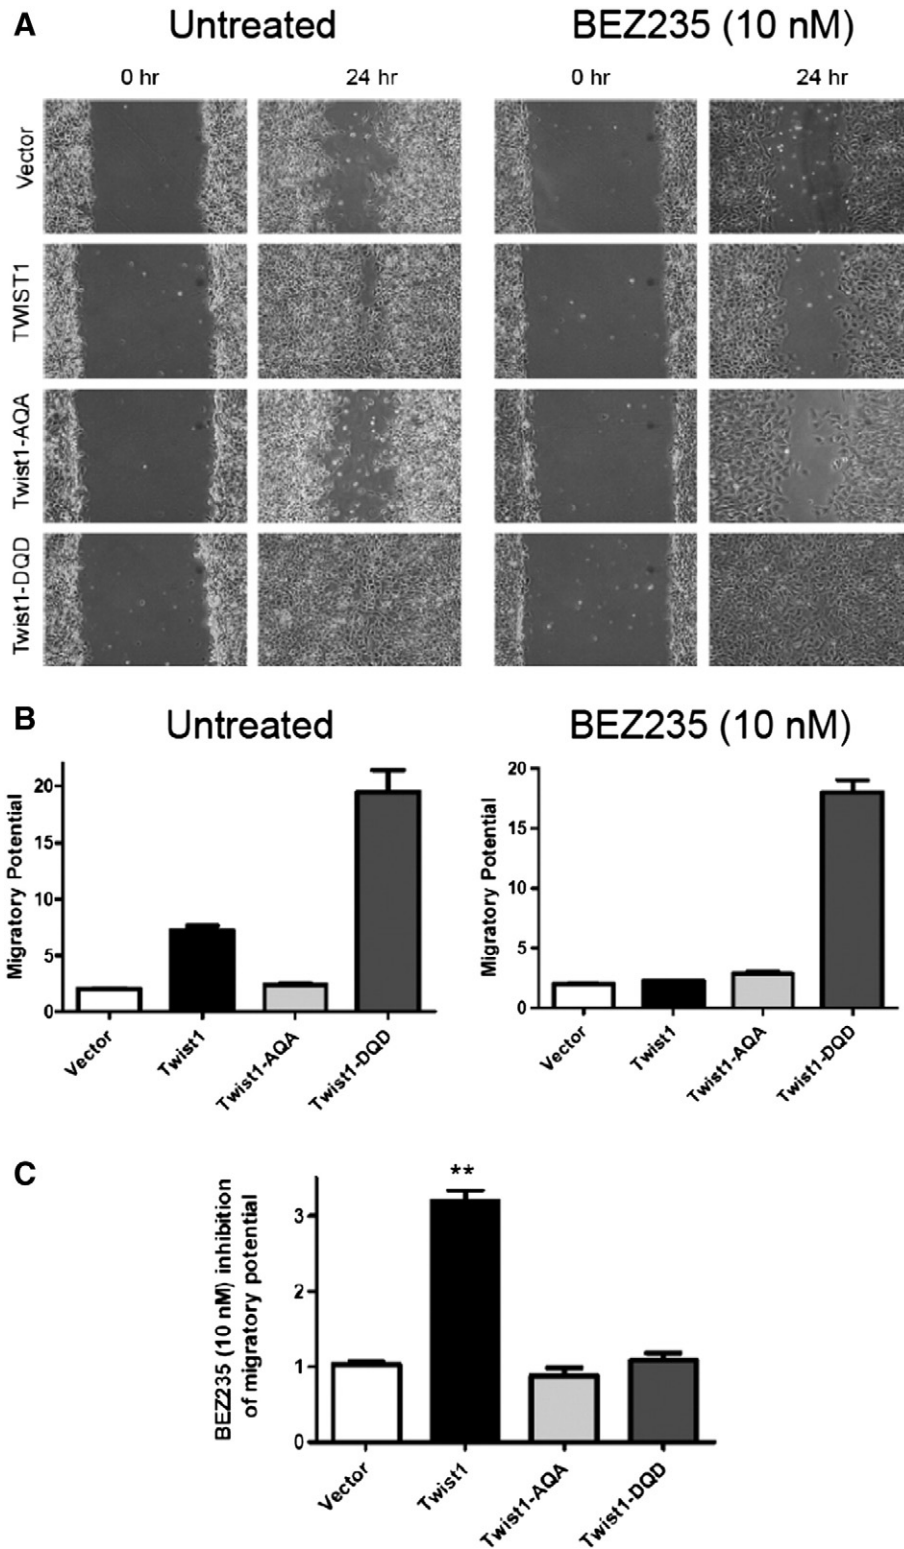 A
Untreated
BEZ235 (10 nM)
0 hr
24 hr
0 hr
24 hr
Vector
TWIST1
Twist1-AQA
Twist1-DQD
B
Untreated
BEZ235 (10 nM)
Migratory Potential
20
15
10
5
0
Vector
Twist1
Twist1-AQA
Twist1-DQD
Migratory Potential
20
15
10
5
0
Vector
Twist1
Twist1-AQA
Twist1-DQD
C
BEZ235 (10 nM) inhibition
of migratory potential
**
3
2
1
0
Vector
Twist1
Twist1-AQA
Twist1-DQD